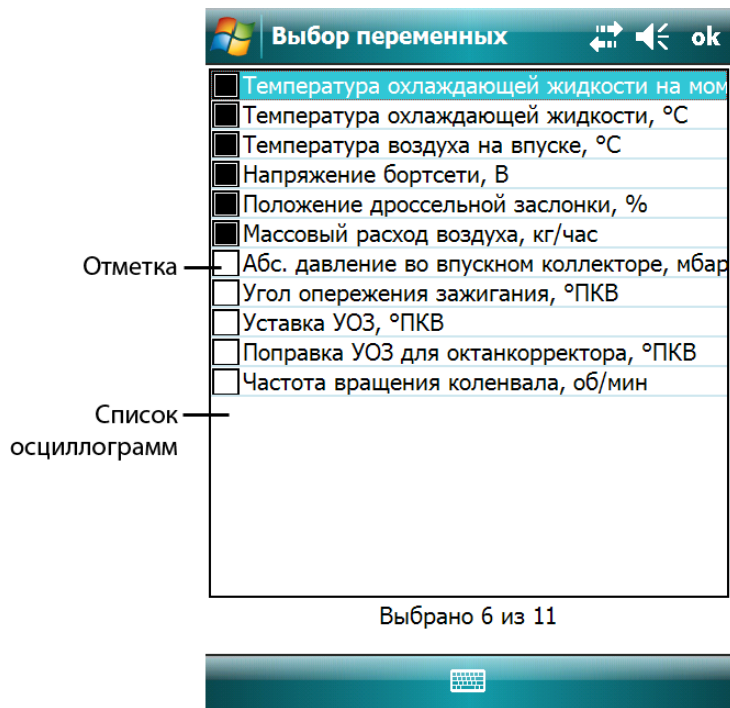 Выбор переменных ok
Температура охлаждающей жидкости на мом
Температура охлаждающей жидкости, °C
Температура воздуха на впуске, °C
Напряжение бортсети, В
Положение дроссельной заслонки, %
Массовый расход воздуха, кг/час
Отметка
Абс. давление во впускном коллекторе, мбар
Угол опережения зажигания, °ПКВ
Уставка УОЗ, °ПКВ
Поправка УОЗ для октанкорректора, °ПКВ
Частота вращения коленвала, об/мин
Список
осциллограмм
Выбрано 6 из 11